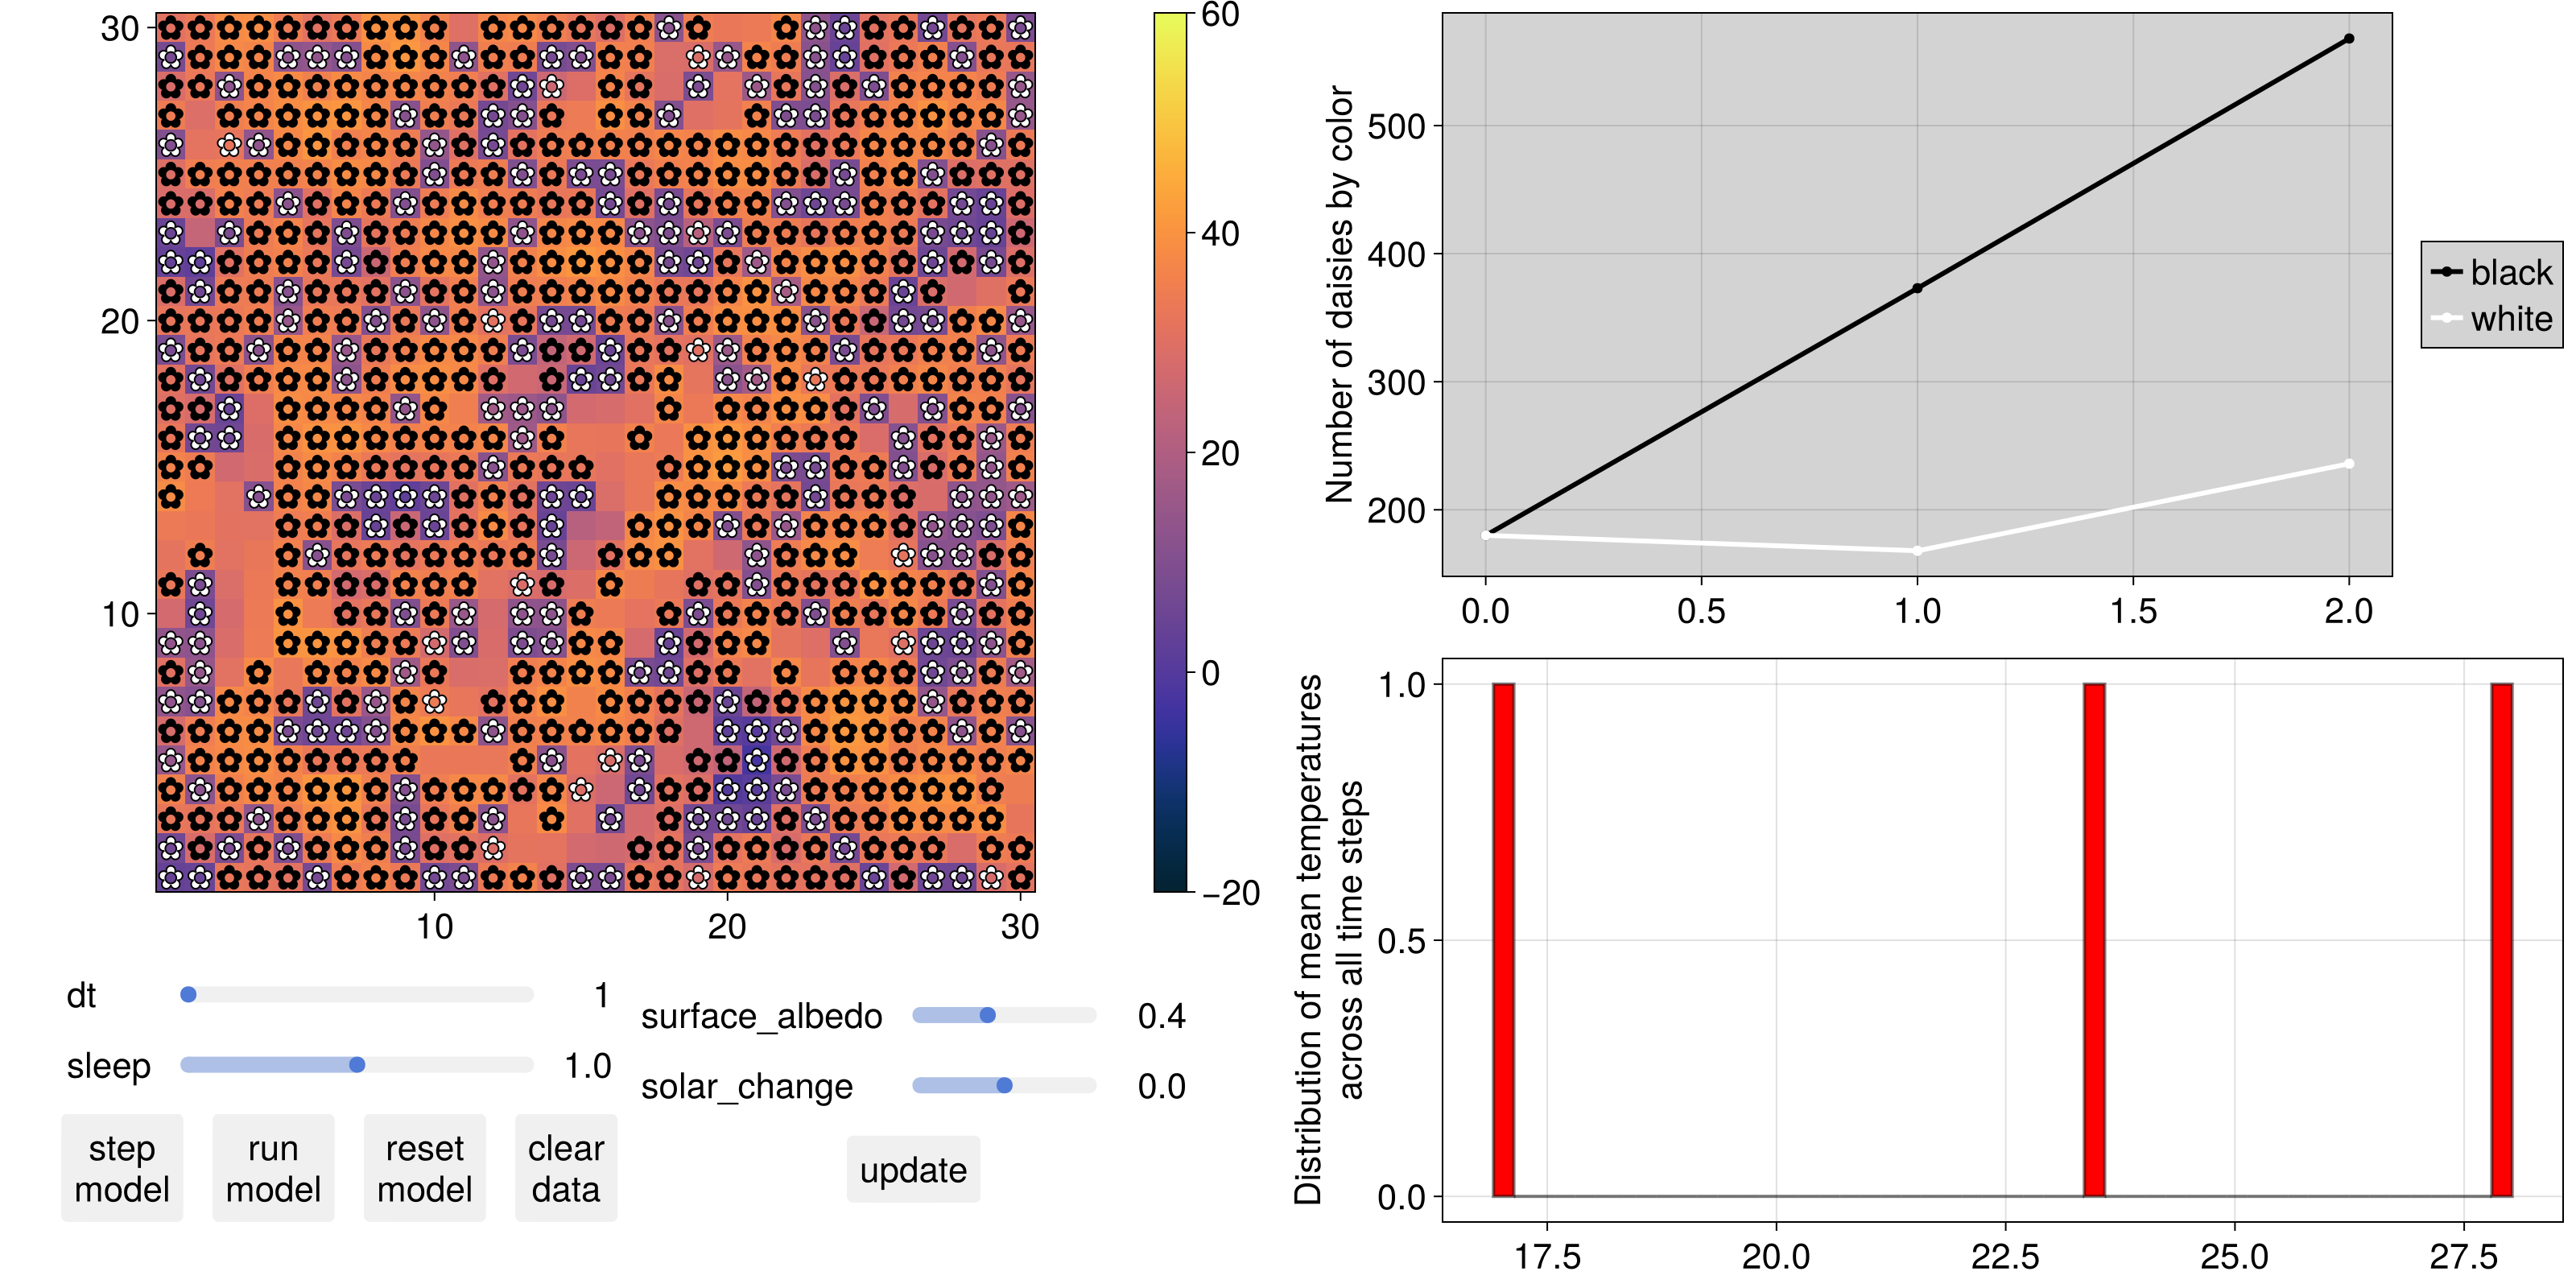 30
20
10
10
20
30
60
40
20
0
−20
Number of daisies by color
500
400
300
200
0.0
0.5
1.0
1.5
2.0
black
white
Distribution of mean temperatures
across all time steps
1.0
0.5
0.0
17.5
20.0
22.5
25.0
27.5
dt
1
sleep
1.0
surface_albedo
0.4
solar_change
0.0
step
model
run
model
reset
model
clear
data
update